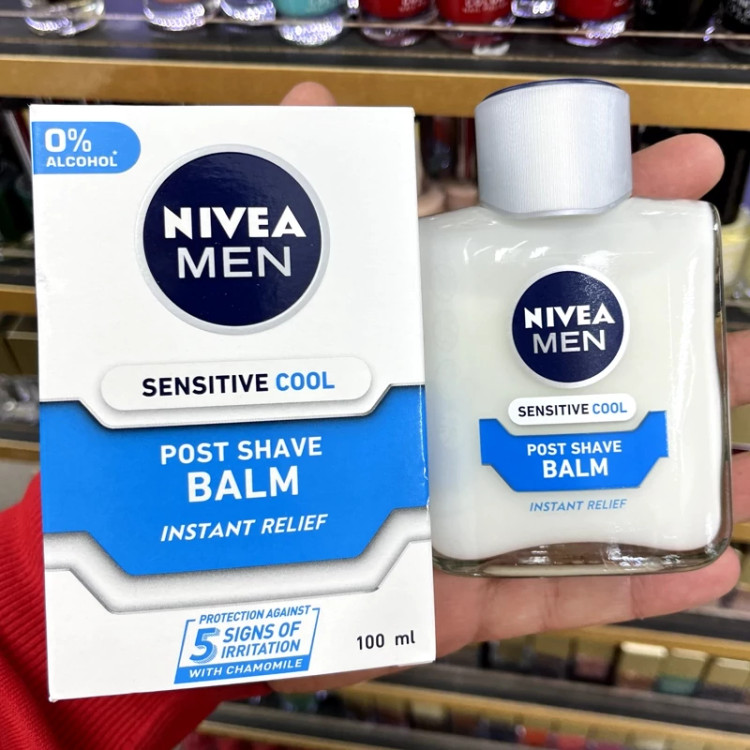 0%
ALCOHOL*
NIVEA
MEN
SENSITIVE COOL
POST SHAVE
BALM
INSTANT RELIEF
PROTECTION AGAINST
5 SIGNS OF
IRRITATION
WITH CHAMOMILE
100 ml
NIVEA
MEN
SENSITIVE COOL
POST SHAVE
BALM
INSTANT RELIEF